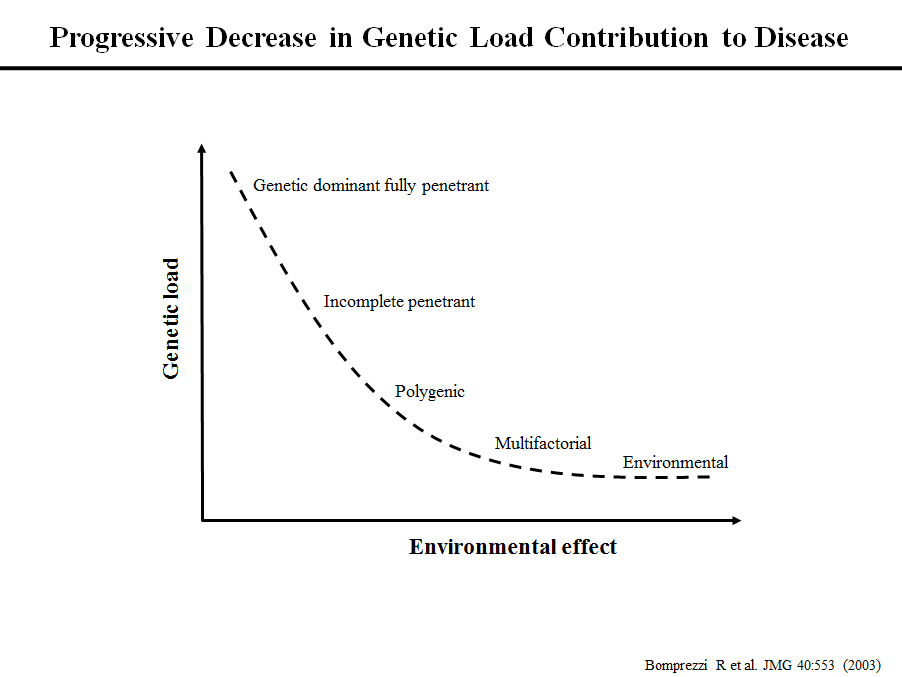 Progressive Decrease in Genetic Load Contribution to Disease
Genetic dominant fully penetrant
Genetic load
Incomplete penetrant
Polygenic
Multifactorial
Environmental
Environmental effect
Bomprezzi R et al. JMG 40:553 (2003)